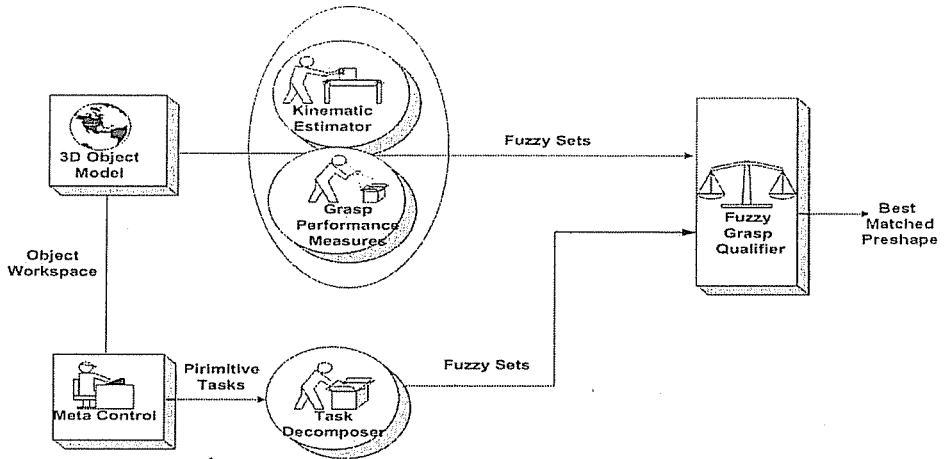 Kinematic
Estimator
3D Object
Model
Fuzzy Sets
Grasp
Performance
Measures
Fuzzy
Grasp
Qualifier
Best
Matched
Preshape
Object
Workspace
Pirimitive
Tasks
Fuzzy Sets
Meta Control
Task
Decomposer